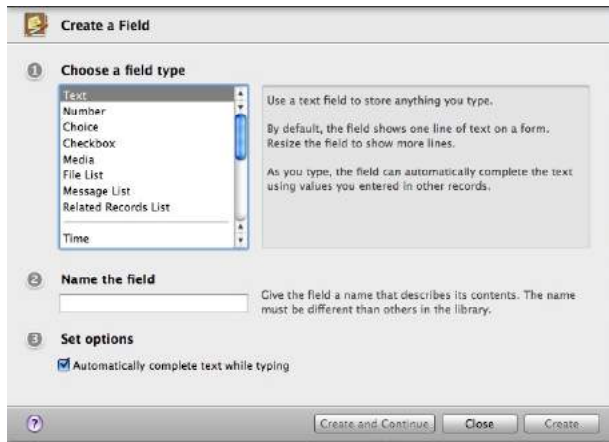 Create a Field
1
Choose a field type
Text
Number
Choice
Checkbox
Media
File List
Message List
Related Records List
Time
Use a text field to store anything you type.
By default, the field shows one line of text on a form.
Resize the field to show more lines.
As you type, the field can automatically complete the text
using values you entered in other records.
2
Name the field
Give the field a name that describes its contents. The name
must be different than others in the library.
3
Set options
Automatically complete text while typing
?
Create and Continue
Close
Create